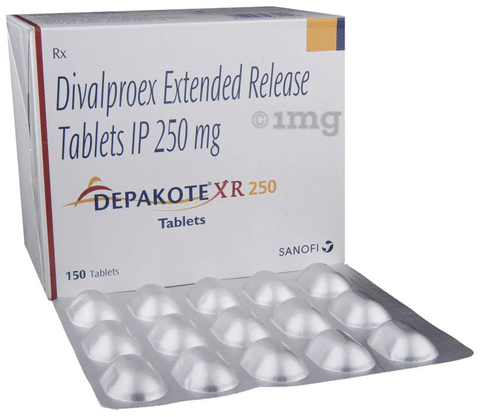 Rx
Divalproex Extended Release
Tablets IP 250 mg
©1mg
DEPAKOTE® XR 250
Tablets
150 Tablets
SANOFI